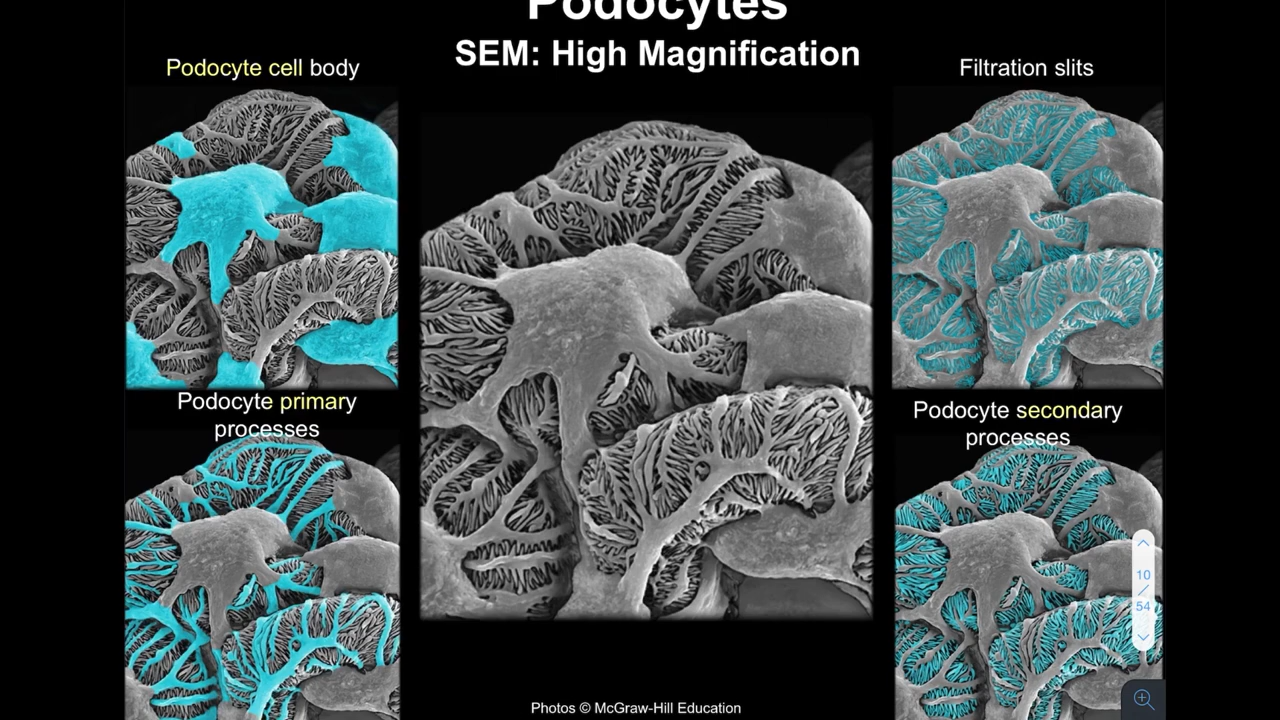 Podocytes
SEM: High Magnification
Podocyte cell body
Filtration slits
Podocyte primary
processes
Podocyte secondary
processes
10
/
54
Photos © McGraw-Hill Education